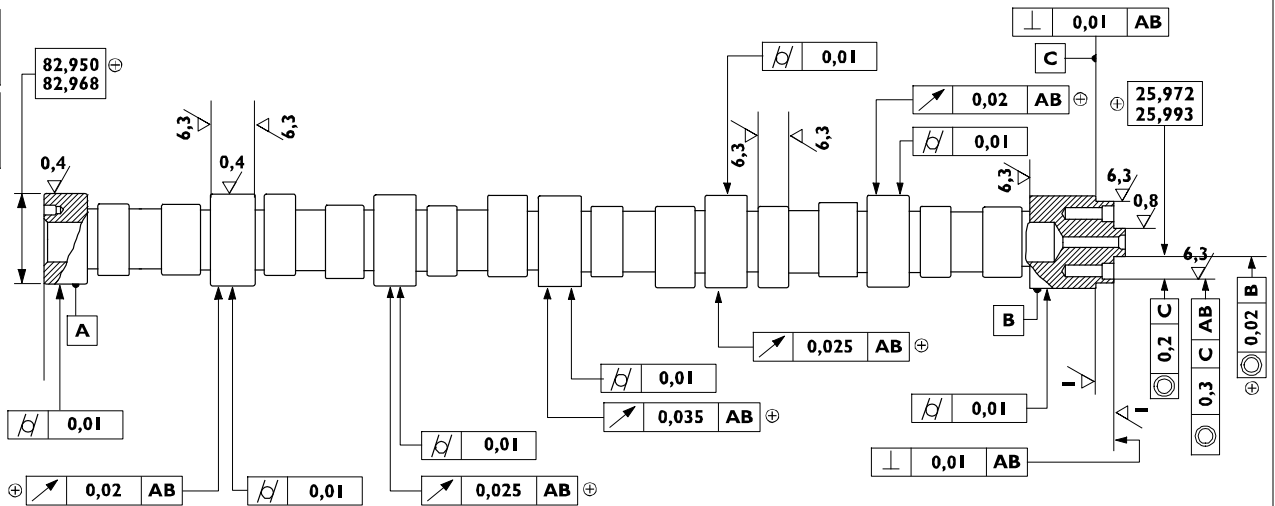 ⊥ 0,01 AB
82,950
82,968
⌭ 0,01
C
↗ 0,02 AB
25,972
25,993
⌭ 0,01
6,3 6,3
6,3 6,3
6,3
6,3
0,4
0,4
0,8
6,3
A
B
↗ 0,025 AB
⌭ 0,01
⌭ 0,01
↗ 0,035 AB
⌭ 0,01
⌭ 0,01
1
1
◎ 0,2 C
◎ 0,3 C AB
◎ 0,02 B
⌭ 0,01
⊥ 0,01 AB
↗ 0,02 AB
⌭ 0,01
↗ 0,025 AB